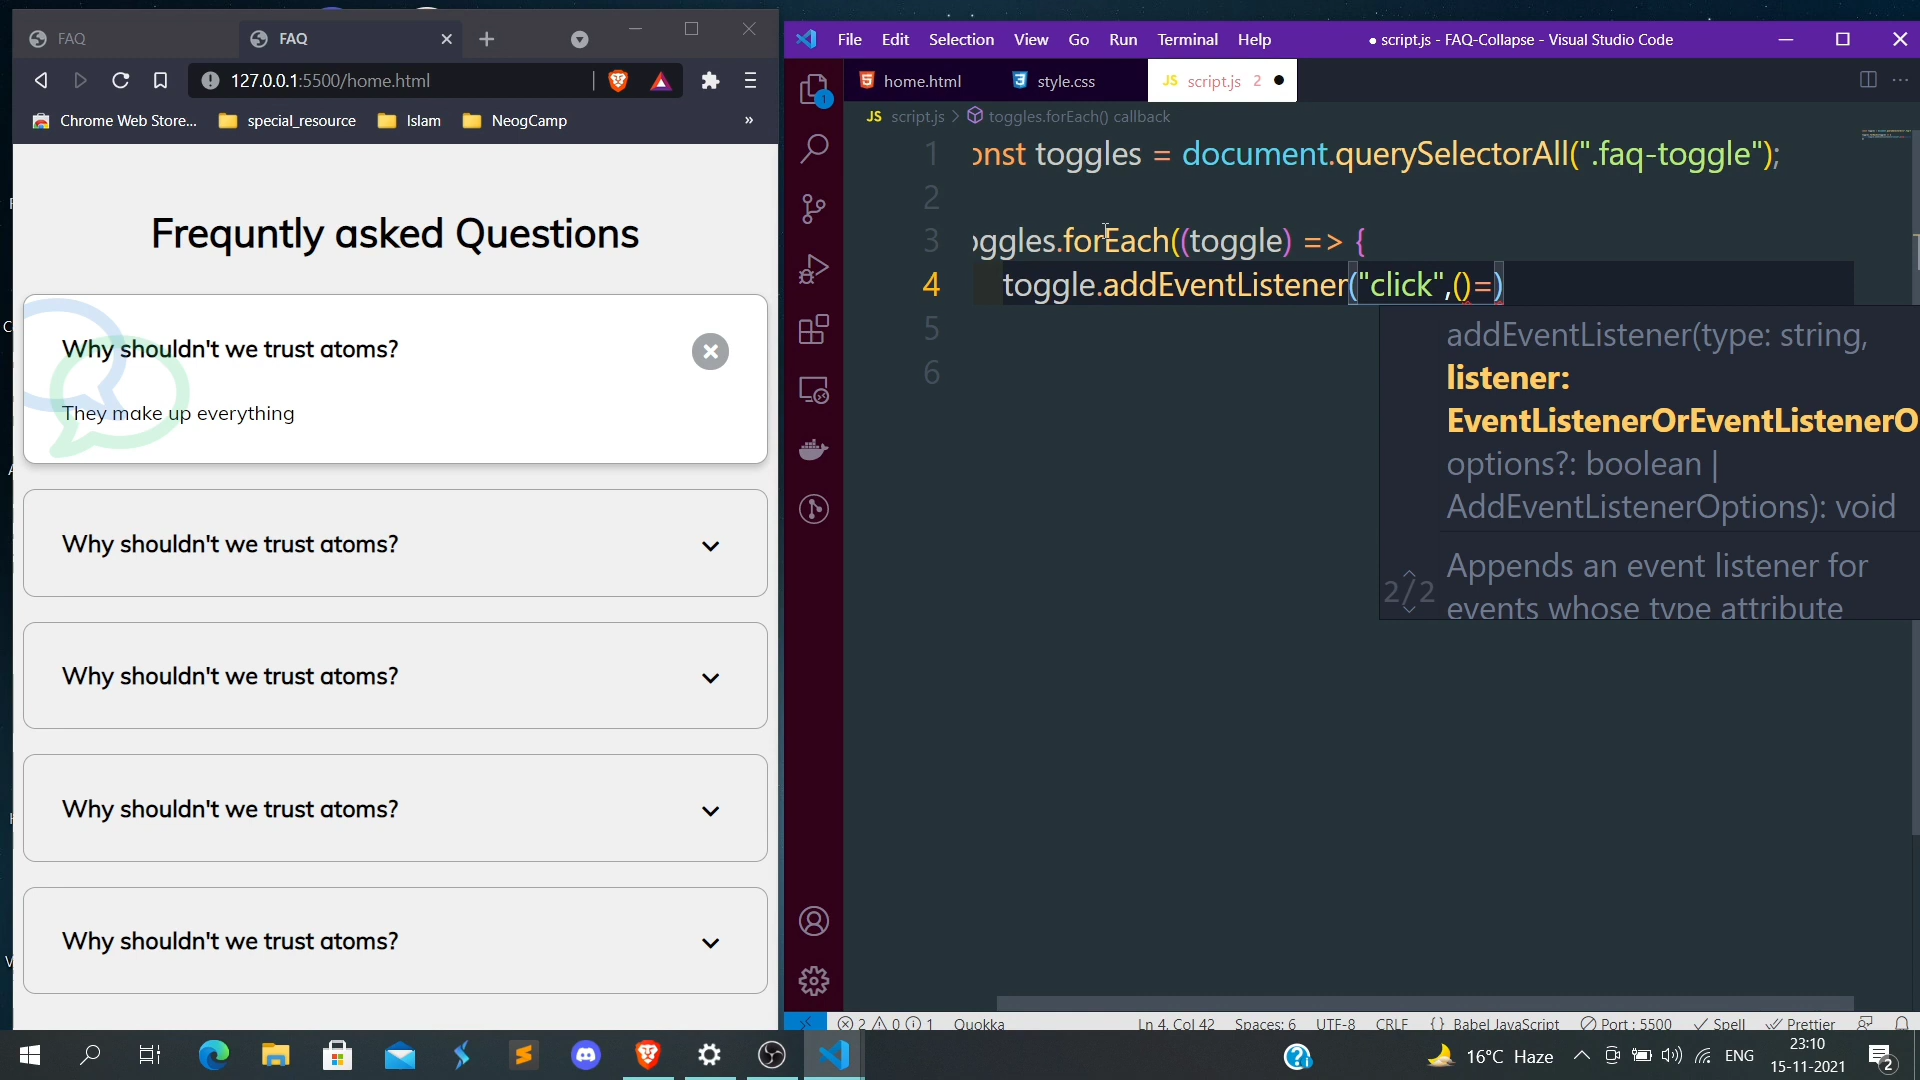 FAQ
FAQ
127.0.0.1:5500/home.html
Chrome Web Store...
special_resource
Islam
NeogCamp
»
Frequntly asked Questions
Why shouldn't we trust atoms?
They make up everything
Why shouldn't we trust atoms?
Why shouldn't we trust atoms?
Why shouldn't we trust atoms?
Why shouldn't we trust atoms?
File Edit Selection View Go Run Terminal Help
● script.js - FAQ-Collapse - Visual Studio Code
home.html
style.css
JS script.js 2 ●
JS script.js > toggles.forEach() callback
1 onst toggles = document.querySelectorAll(".faq-toggle");
2
3 oggles.forEach((toggle) => {
4 toggle.addEventListener("click",()=)
5
6
addEventListener(type: string,
listener:
EventListenerOrEventListenerO
options?: boolean |
AddEventListenerOptions): void
2/2
Appends an event listener for
events whose type attribute
1
2 0 1 Quokka
Ln 4, Col 42 Spaces: 6 UTF-8 CRLF {} Babel JavaScript Port : 5500 Spell Prettier
16°C Haze
ENG
23:10
15-11-2021
2